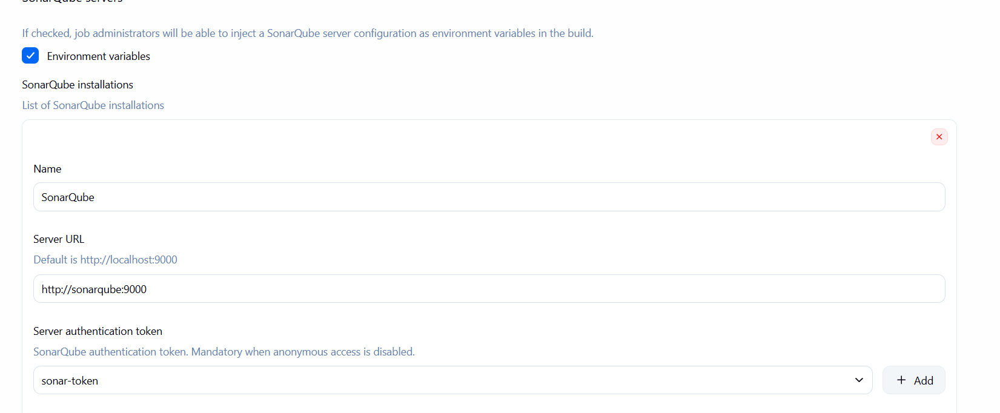 SonarQube servers
If checked, job administrators will be able to inject a SonarQube server configuration as environment variables in the build.
Environment variables
SonarQube installations
List of SonarQube installations
Name
SonarQube
Server URL
Default is http://localhost:9000
http://sonarqube:9000
Server authentication token
SonarQube authentication token. Mandatory when anonymous access is disabled.
sonar-token
Add